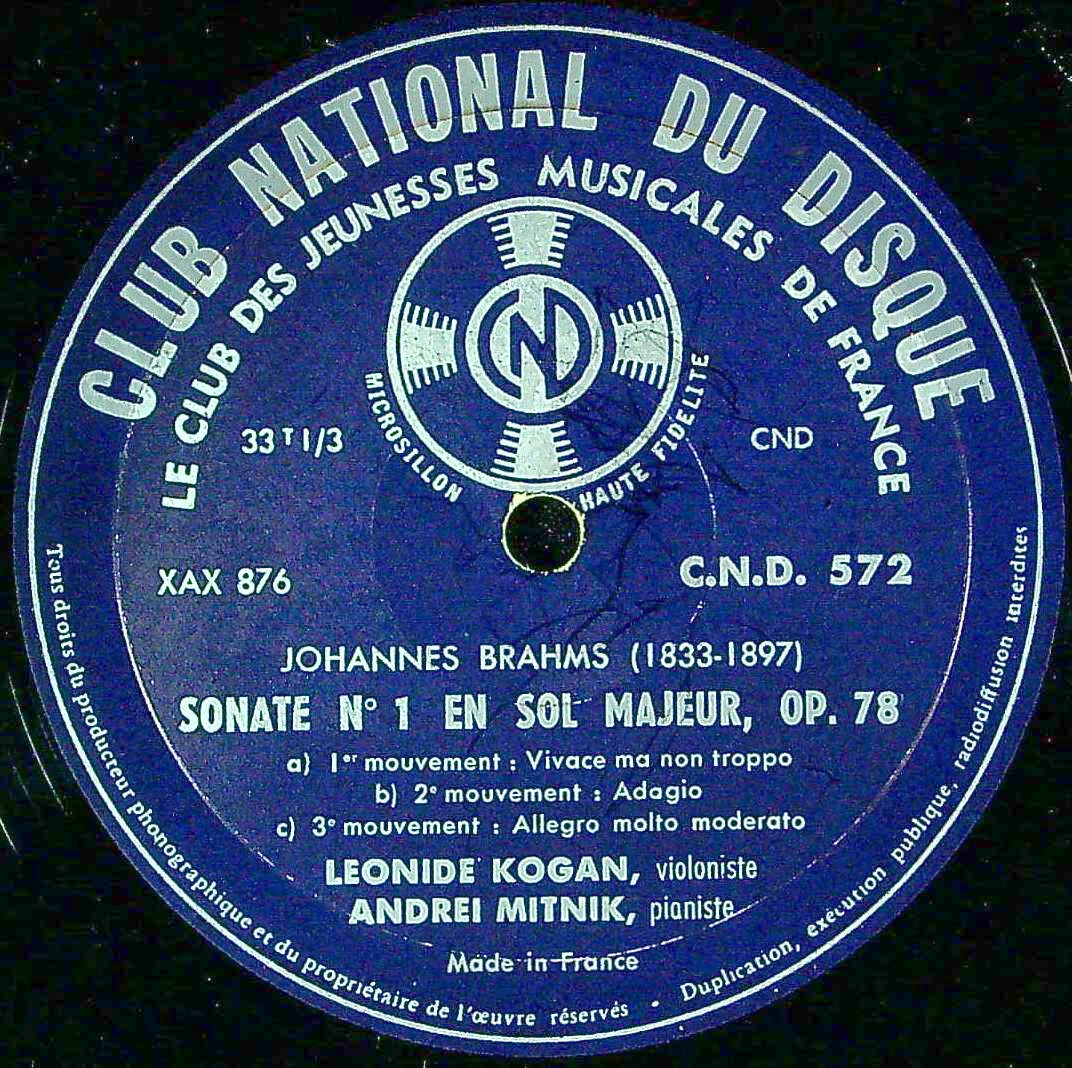 CLUB NATIONAL DU DISQUE
LE CLUB DES JEUNESSES MUSICALES DE FRANCE
N
MICROSILLON HAUTE FIDELITE
33 T 1/3
CND
XAX 876
C.N.D. 572
JOHANNES BRAHMS (1833-1897)
SONATE N° 1 EN SOL MAJEUR, OP. 78
a) 1er mouvement : Vivace ma non troppo
b) 2e mouvement : Adagio
c) 3e mouvement : Allegro molto moderato
LEONIDE KOGAN, violoniste
ANDREI MITNIK, pianiste
Made in France
Tous droits du producteur phonographique et du propriétaire de l'œuvre réservés • Duplication, exécution publique, radiodiffusion interdites